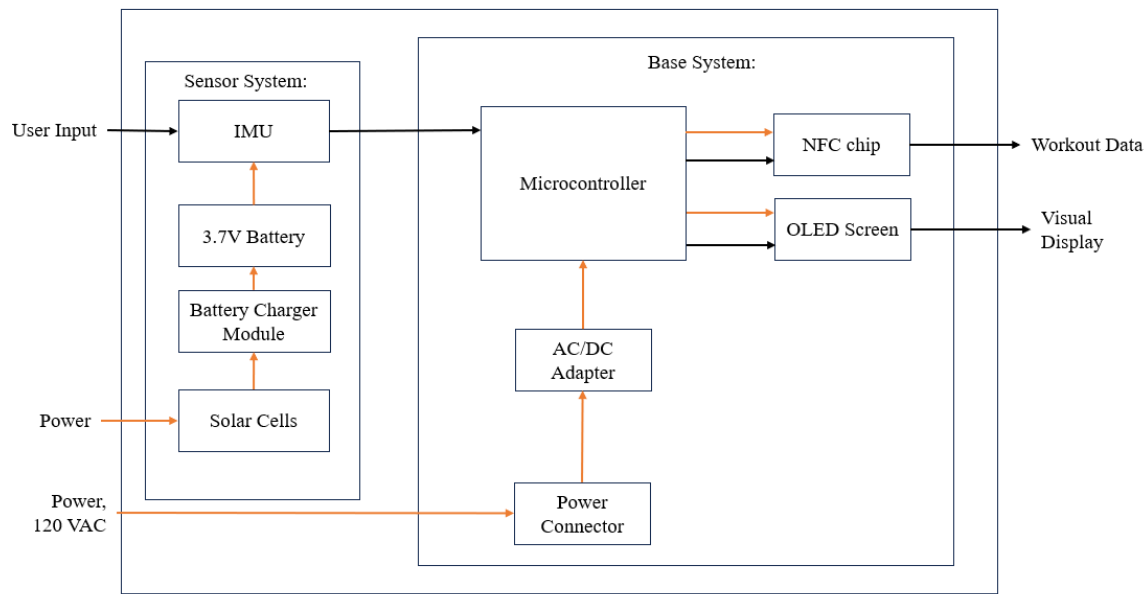 Sensor System:
Base System:
User Input
IMU
Microcontroller
NFC chip
Workout Data
3.7V Battery
OLED Screen
Visual
Display
Battery Charger
Module
AC/DC
Adapter
Power
Solar Cells
Power,
120 VAC
Power
Connector